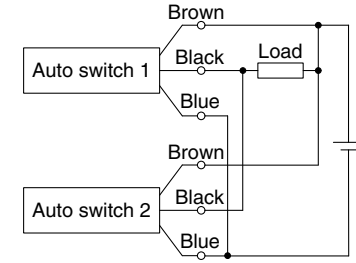 Brown
Auto switch 1
Black
Load
Blue
Brown
Auto switch 2
Black
Blue